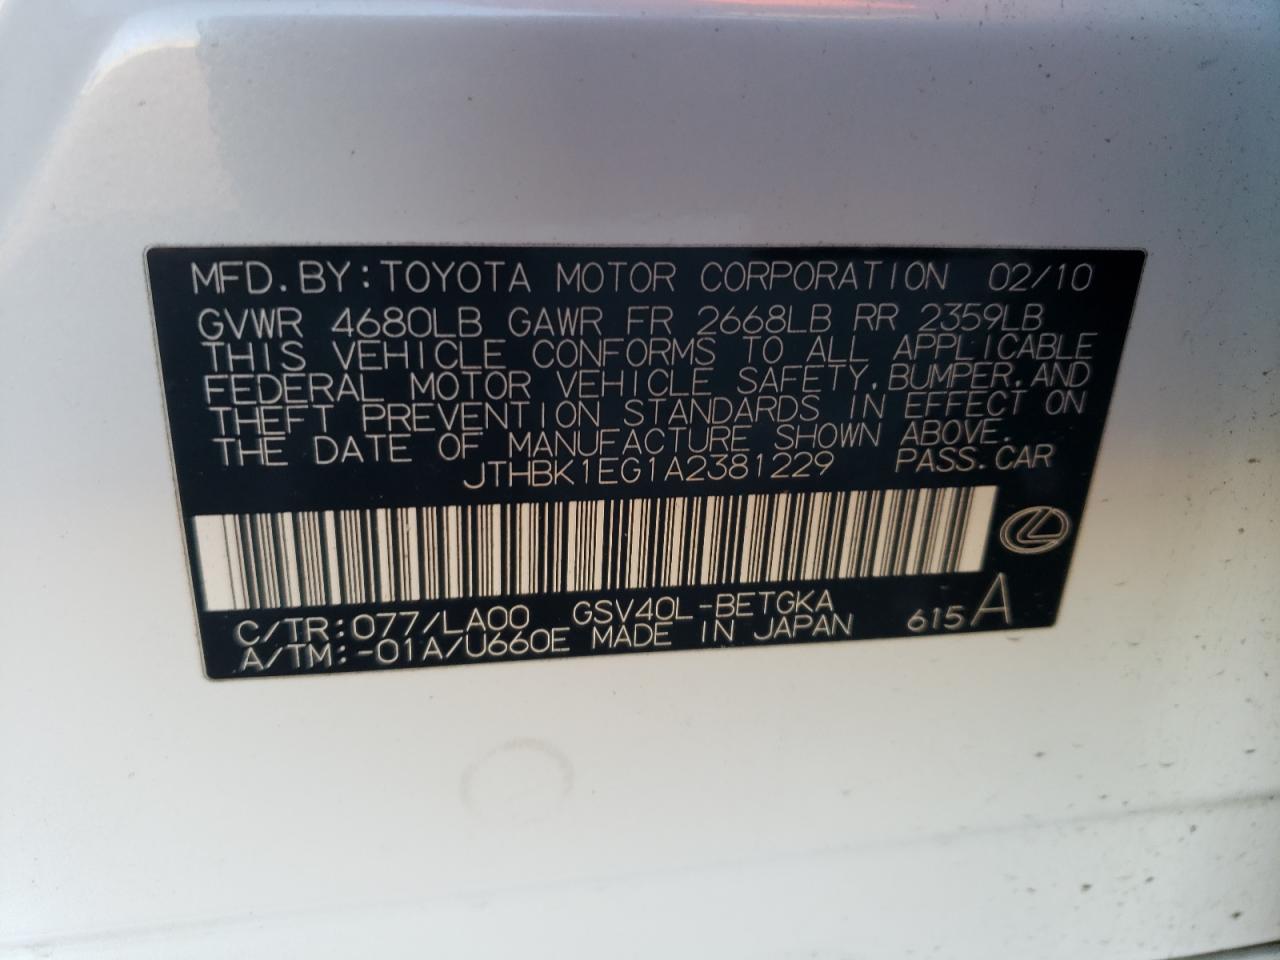 MFD. BY: TOYOTA MOTOR CORPORATION 02/10
GVWR 4680LB GAWR FR 2668LB RR 2359LB
THIS VEHICLE CONFORMS TO ALL APPLICABLE
FEDERAL MOTOR VEHICLE SAFETY, BUMPER, AND
THEFT PREVENTION STANDARDS IN EFFECT ON
THE DATE OF MANUFACTURE SHOWN ABOVE.
JTHBK1EG1A2381229 PASS. CAR
C/TR: 077/LA00 GSV40L-BETGKA
A/TM: -01A/U660E MADE IN JAPAN 615 A